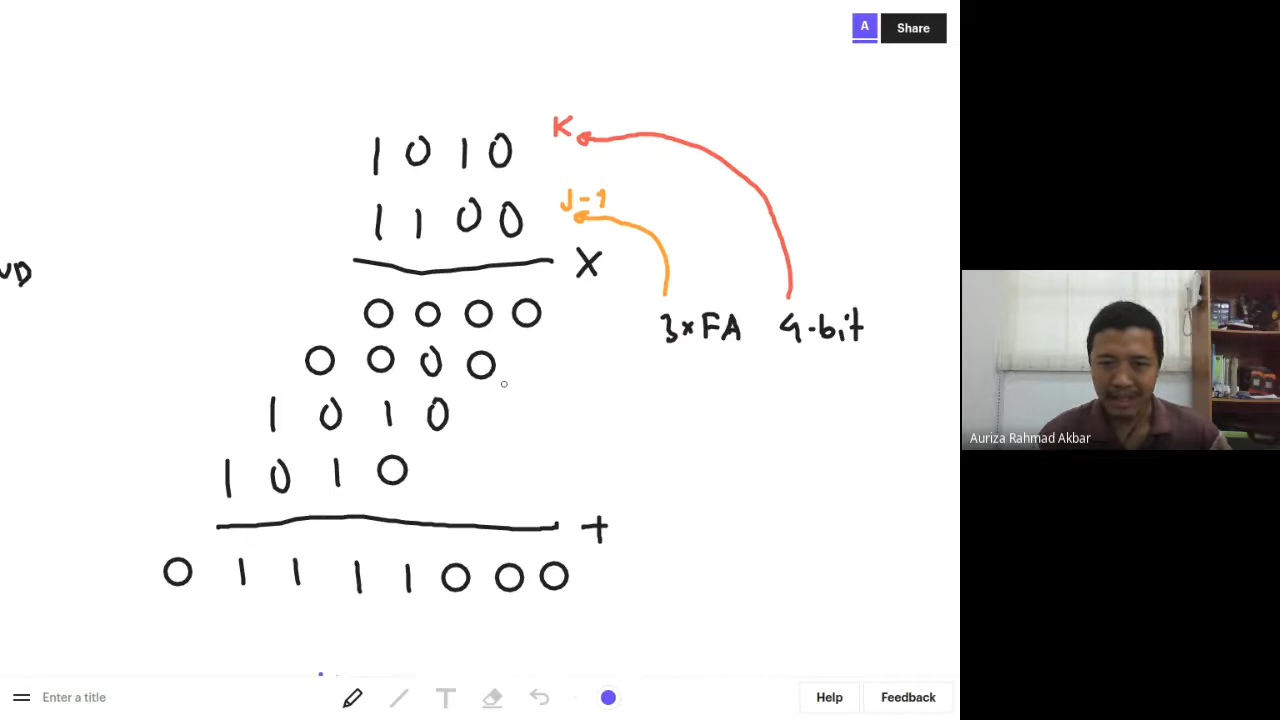 A Share
1 0 1 0 K
1 1 0 0 J-1
X
0 0 0 0
3×FA 4-bit
0 0 0 0
1 0 1 0
1 0 1 0
+
0 1 1 1 1 0 0 0
Auriza Rahmad Akbar
Enter a title
T
Help
Feedback